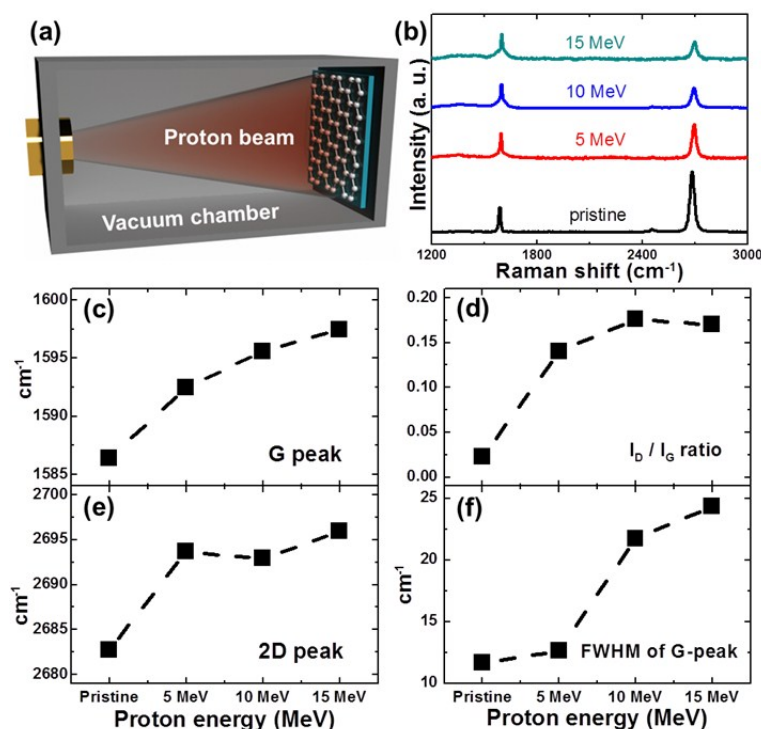 (a)
Proton beam
Vacuum chamber
(b)
15 MeV
10 MeV
5 MeV
pristine
Intensity (a. u.)
1200 1800 2400 3000
Raman shift (cm⁻¹)
(c)
1600
1595
1590
1585
cm⁻¹
G peak
(d)
0.20
0.15
0.10
0.05
0.00
I_D / I_G ratio
(e)
2700
2695
2690
2685
2680
cm⁻¹
2D peak
Pristine 5 MeV 10 MeV 15 MeV
Proton energy (MeV)
(f)
25
20
15
10
cm⁻¹
FWHM of G-peak
Pristine 5 MeV 10 MeV 15 MeV
Proton energy (MeV)